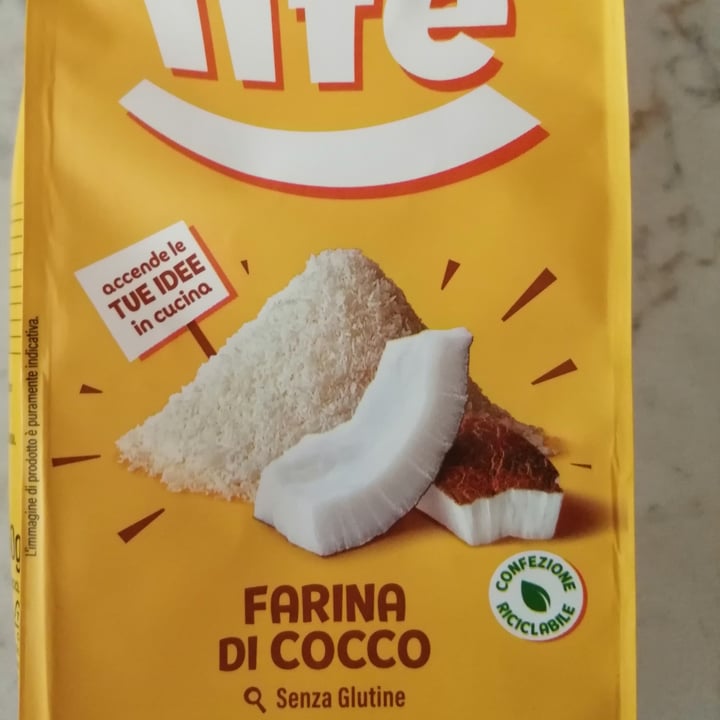 life
accende le
TUE IDEE
in cucina
L'immagine di prodotto è puramente indicativa.
FARINA
DI COCCO
Senza Glutine
CONFEZIONE
RICICLABILE